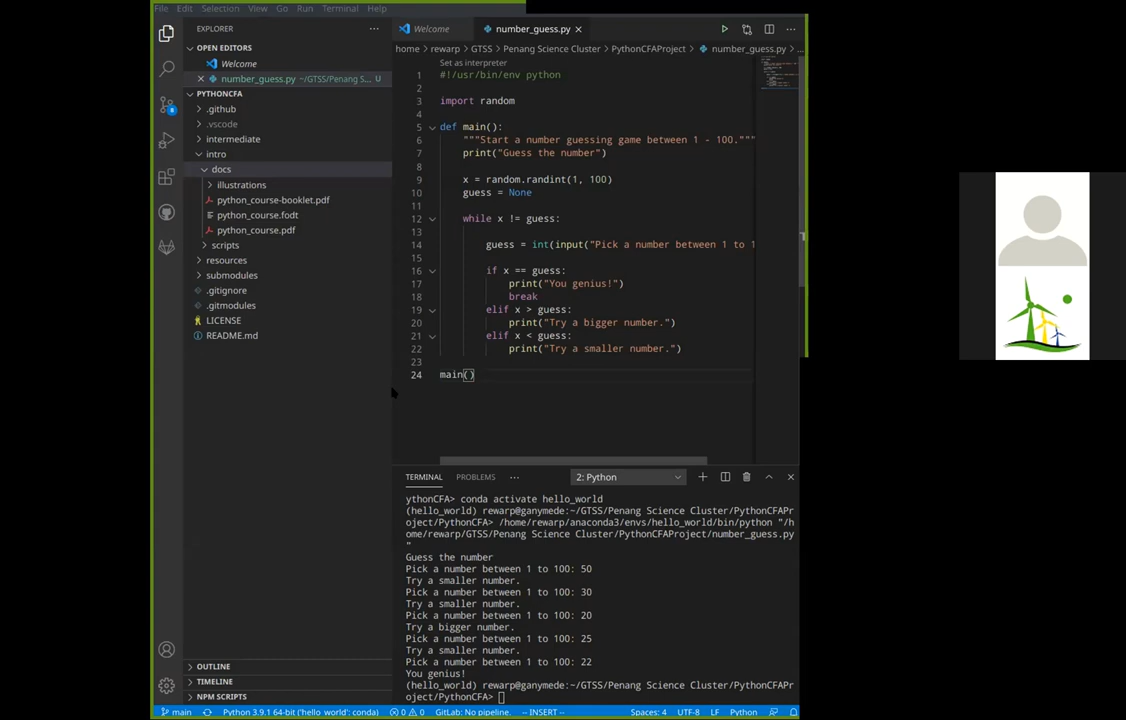 File Edit Selection View Go Run Terminal Help
EXPLORER
OPEN EDITORS
Welcome
number_guess.py ~/GTSS/Penang S... U
PYTHONCFA
.github
.vscode
intermediate
intro
docs
illustrations
python_course-booklet.pdf
python_course.fodt
python_course.pdf
scripts
resources
submodules
.gitignore
.gitmodules
LICENSE
README.md
OUTLINE
TIMELINE
NPM SCRIPTS
8
Welcome number_guess.py
home > rewarp > GTSS > Penang Science Cluster > PythonCFAProject > number_guess.py > ...
Set as interpreter
1 #!/usr/bin/env python
2
3 import random
4
5 def main():
6 """Start a number guessing game between 1 - 100."""
7 print("Guess the number")
8
9 x = random.randint(1, 100)
10 guess = None
11
12 while x != guess:
13
14 guess = int(input("Pick a number between 1 to 1
15
16 if x == guess:
17 print("You genius!")
18 break
19 elif x > guess:
20 print("Try a bigger number.")
21 elif x < guess:
22 print("Try a smaller number.")
23
24 main()
TERMINAL PROBLEMS ... 2: Python
ythonCFA> conda activate hello_world
(hello_world) rewarp@ganymede:~/GTSS/Penang Science Cluster/PythonCFAPr
oject/PythonCFA> /home/rewarp/anaconda3/envs/hello_world/bin/python "/h
ome/rewarp/GTSS/Penang Science Cluster/PythonCFAProject/number_guess.py
"
Guess the number
Pick a number between 1 to 100: 50
Try a smaller number.
Pick a number between 1 to 100: 30
Try a smaller number.
Pick a number between 1 to 100: 20
Try a bigger number.
Pick a number between 1 to 100: 25
Try a smaller number.
Pick a number between 1 to 100: 22
You genius!
(hello_world) rewarp@ganymede:~/GTSS/Penang Science Cluster/PythonCFAPr
oject/PythonCFA>
main Python 3.9.1 64-bit ('hello_world': conda) 0 0 GitLab: No pipeline. -- INSERT -- Spaces: 4 UTF-8 LF Python